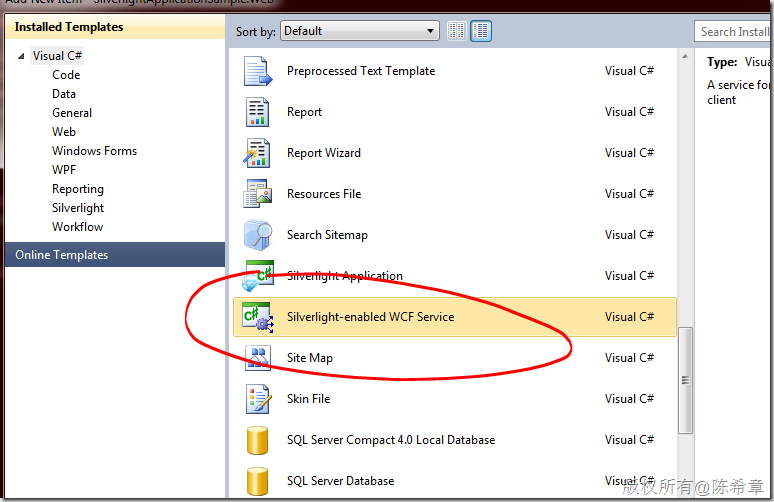 Add New Item - SilverlightApplicationSample.Web
Installed Templates
Visual C#
Code
Data
General
Web
Windows Forms
WPF
Reporting
Silverlight
Workflow
Online Templates
Sort by: Default
Preprocessed Text Template Visual C#
Report Visual C#
Report Wizard Visual C#
Resources File Visual C#
Search Sitemap Visual C#
Silverlight Application Visual C#
Silverlight-enabled WCF Service Visual C#
Site Map Visual C#
Skin File Visual C#
SQL Server Compact 4.0 Local Database Visual C#
SQL Server Database Visual C#
Search Install
Type: Visua
A service for
client
版权所有@陈希章